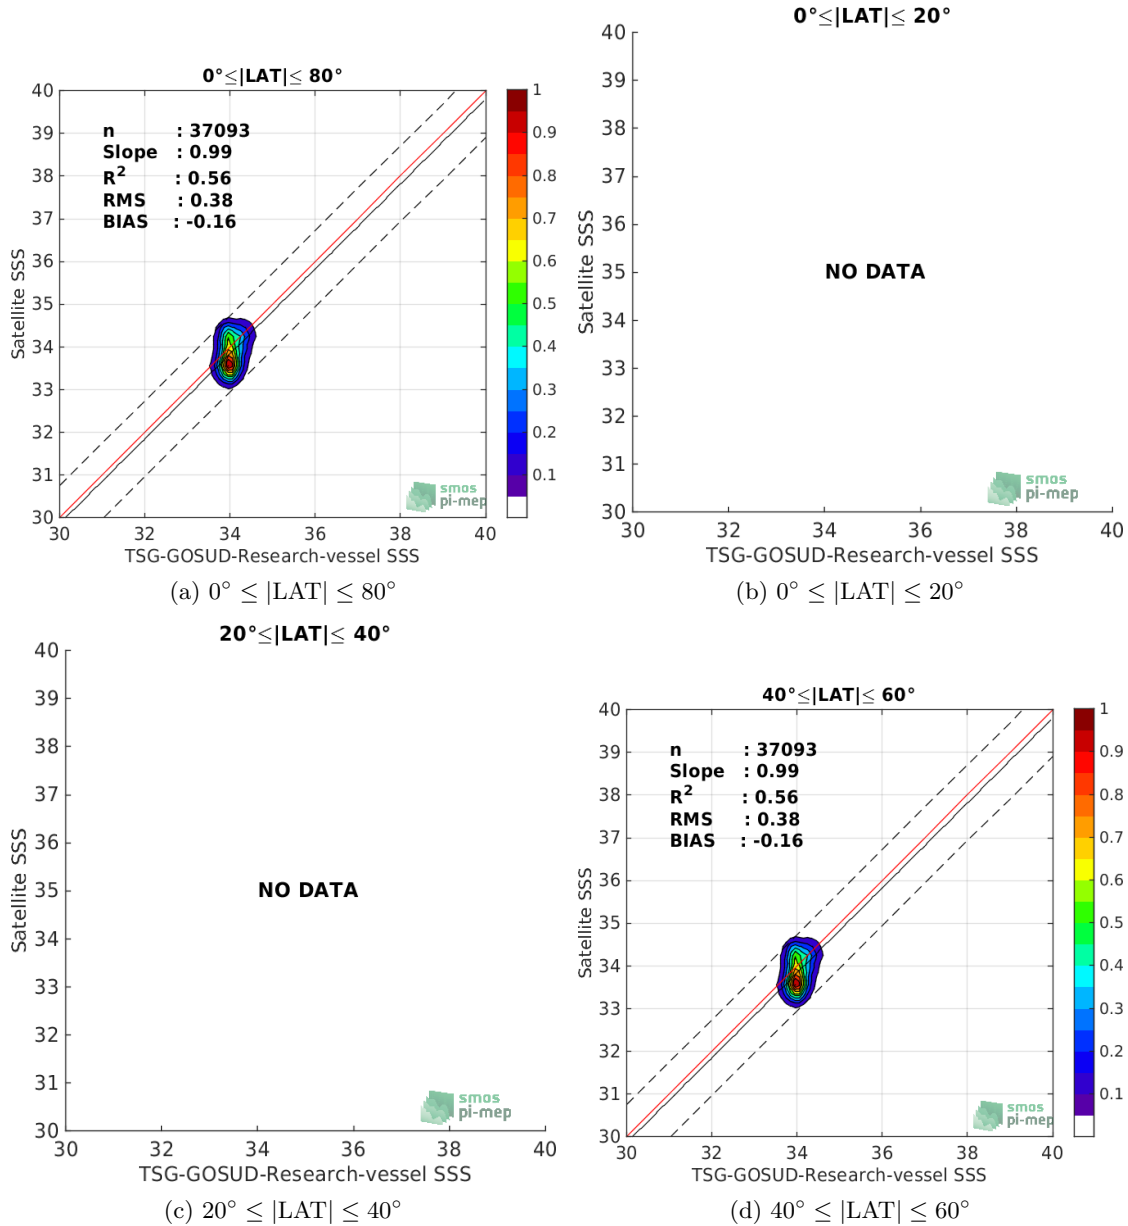 0°≤|LAT|≤ 80°
n : 37093
Slope : 0.99
R² : 0.56
RMS : 0.38
BIAS : -0.16
40
39
38
37
36
35
34
33
32
31
30
30 32 34 36 38 40
Satellite SSS
TSG-GOSUD-Research-vessel SSS
1
0.9
0.8
0.7
0.6
0.5
0.4
0.3
0.2
0.1
smos
pi-mep
(a) 0° ≤ |LAT| ≤ 80°
0°≤|LAT|≤ 20°
40
39
38
37
36
35
34
33
32
31
30
30 32 34 36 38 40
Satellite SSS
NO DATA
smos
pi-mep
TSG-GOSUD-Research-vessel SSS
(b) 0° ≤ |LAT| ≤ 20°
20°≤|LAT|≤ 40°
40
39
38
37
36
35
34
33
32
31
30
30 32 34 36 38 40
Satellite SSS
NO DATA
smos
pi-mep
TSG-GOSUD-Research-vessel SSS
(c) 20° ≤ |LAT| ≤ 40°
40°≤|LAT|≤ 60°
n : 37093
Slope : 0.99
R² : 0.56
RMS : 0.38
BIAS : -0.16
40
39
38
37
36
35
34
33
32
31
30
30 32 34 36 38 40
Satellite SSS
TSG-GOSUD-Research-vessel SSS
1
0.9
0.8
0.7
0.6
0.5
0.4
0.3
0.2
0.1
smos
pi-mep
(d) 40° ≤ |LAT| ≤ 60°